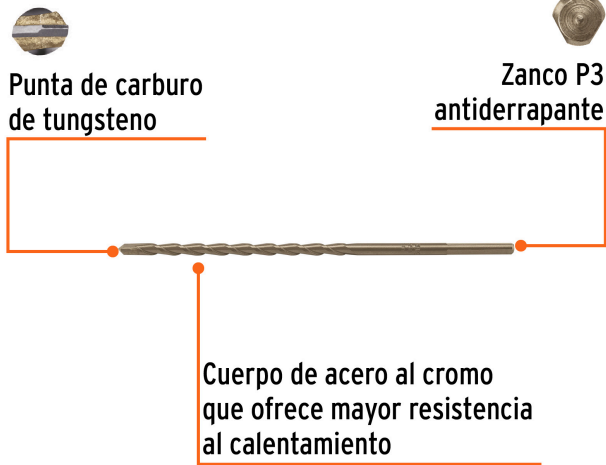 Punta de carburo
de tungsteno
Zanco P3
antiderrapante
Cuerpo de acero al cromo
que ofrece mayor resistencia
al calentamiento